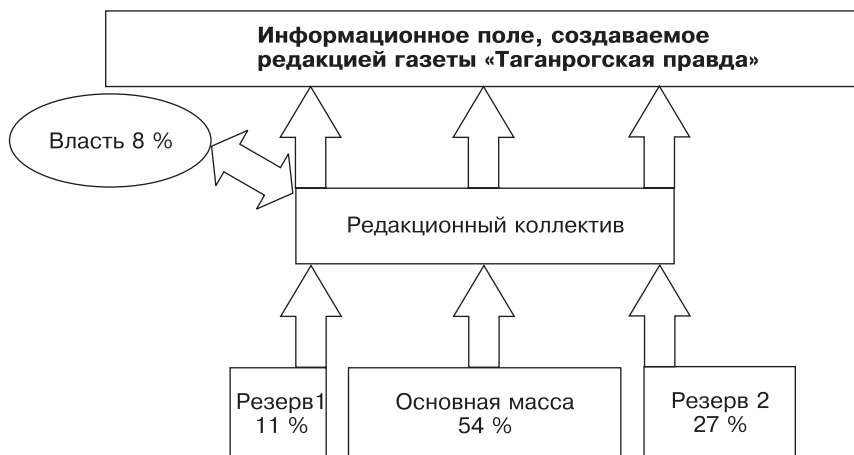 Информационное поле, создаваемое
редакцией газеты «Таганрогская правда»
Власть 8 %
Редакционный коллектив
Резерв1
11 %
Основная масса
54 %
Резерв 2
27 %